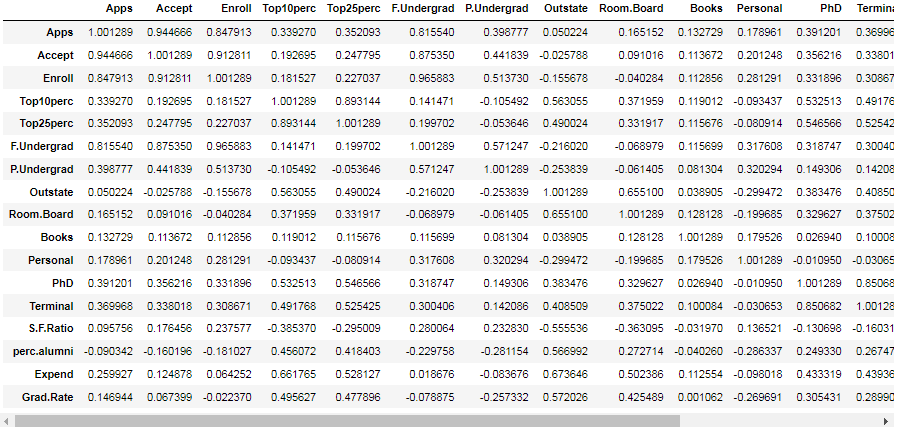 Apps Accept Enroll Top10perc Top25perc F.Undergrad P.Undergrad Outstate Room.Board Books Personal PhD Termina
Apps 1.001289 0.944666 0.847913 0.339270 0.352093 0.815540 0.398777 0.050224 0.165152 0.132729 0.178961 0.391201 0.36996
Accept 0.944666 1.001289 0.912811 0.192695 0.247795 0.875350 0.441839 -0.025788 0.091016 0.113672 0.201248 0.356216 0.33801
Enroll 0.847913 0.912811 1.001289 0.181527 0.227037 0.965883 0.513730 -0.155678 -0.040284 0.112856 0.281291 0.331896 0.30867
Top10perc 0.339270 0.192695 0.181527 1.001289 0.893144 0.141471 -0.105492 0.563055 0.371959 0.119012 -0.093437 0.532513 0.49176
Top25perc 0.352093 0.247795 0.227037 0.893144 1.001289 0.199702 -0.053646 0.490024 0.331917 0.115676 -0.080914 0.546566 0.52542
F.Undergrad 0.815540 0.875350 0.965883 0.141471 0.199702 1.001289 0.571247 -0.216020 -0.068979 0.115699 0.317608 0.318747 0.30040
P.Undergrad 0.398777 0.441839 0.513730 -0.105492 -0.053646 0.571247 1.001289 -0.253839 -0.061405 0.081304 0.320294 0.149306 0.14208
Outstate 0.050224 -0.025788 -0.155678 0.563055 0.490024 -0.216020 -0.253839 1.001289 0.655100 0.038905 -0.299472 0.383476 0.40850
Room.Board 0.165152 0.091016 -0.040284 0.371959 0.331917 -0.068979 -0.061405 0.655100 1.001289 0.128128 -0.199685 0.329627 0.37502
Books 0.132729 0.113672 0.112856 0.119012 0.115676 0.115699 0.081304 0.038905 0.128128 1.001289 0.179526 0.026940 0.10008
Personal 0.178961 0.201248 0.281291 -0.093437 -0.080914 0.317608 0.320294 -0.299472 -0.199685 0.179526 1.001289 -0.010950 -0.03065
PhD 0.391201 0.356216 0.331896 0.532513 0.546566 0.318747 0.149306 0.383476 0.329627 0.026940 -0.010950 1.001289 0.85068
Terminal 0.369968 0.338018 0.308671 0.491768 0.525425 0.300406 0.142086 0.408509 0.375022 0.100084 -0.030653 0.850682 1.00128
S.F.Ratio 0.095756 0.176456 0.237577 -0.385370 -0.295009 0.280064 0.232830 -0.555536 -0.363095 -0.031970 0.136521 -0.130698 -0.16031
perc.alumni -0.090342 -0.160196 -0.181027 0.456072 0.418403 -0.229758 -0.281154 0.566992 0.272714 -0.040260 -0.286337 0.249330 0.26747
Expend 0.259927 0.124878 0.064252 0.661765 0.528127 0.018676 -0.083676 0.673646 0.502386 0.112554 -0.098018 0.433319 0.43936
Grad.Rate 0.146944 0.067399 -0.022370 0.495627 0.477896 -0.078875 -0.257332 0.572026 0.425489 0.001062 -0.269691 0.305431 0.28990